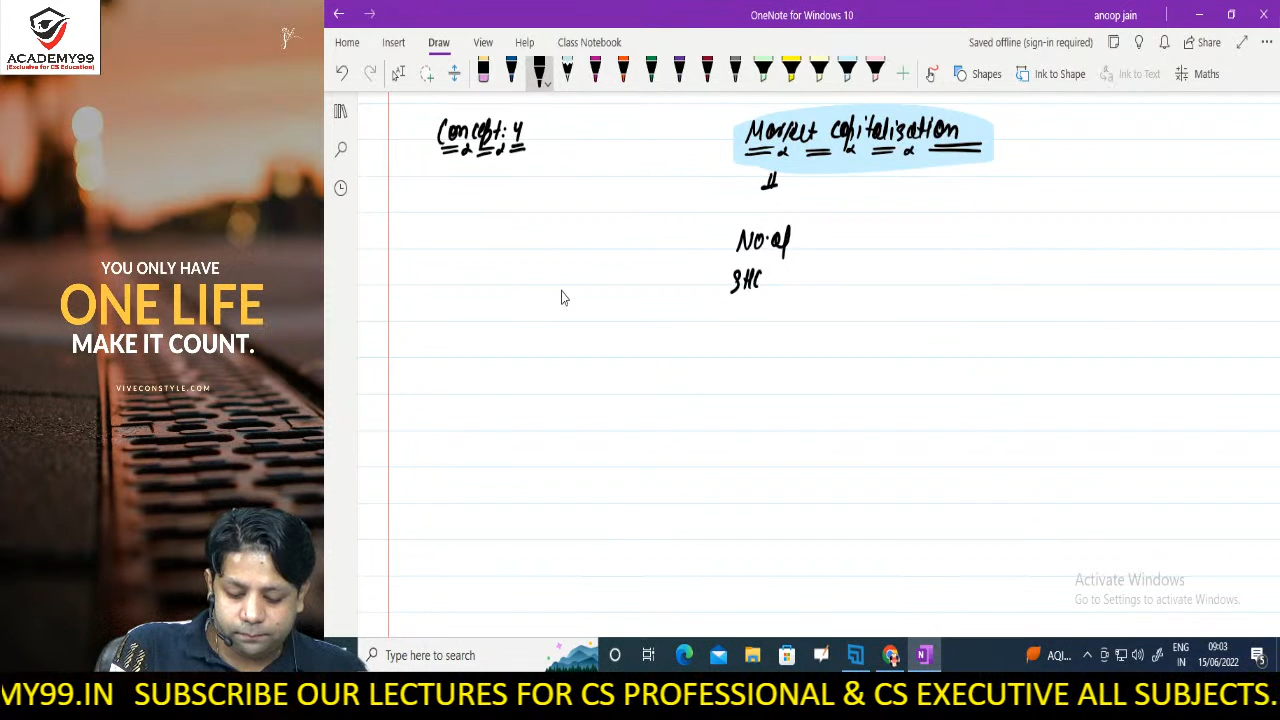 ACADEMY99
(Exclusive for CS Education)
YOU ONLY HAVE
ONE LIFE
MAKE IT COUNT.
VIVECONSTYLE.COM
OneNote for Windows 10
anoop jain
Home Insert Draw View Help Class Notebook
Saved offline (sign-in required)
Share
Shapes
Ink to Shape
Ink to Text
Maths
Concept: 4
Market capitalisation
No. of
SHC
Activate Windows
Go to Settings to activate Windows.
Type here to search
AQI...
ENG
IN
09:03
15/06/2022
5
MY99.IN SUBSCRIBE OUR LECTURES FOR CS PROFESSIONAL & CS EXECUTIVE ALL SUBJECTS.